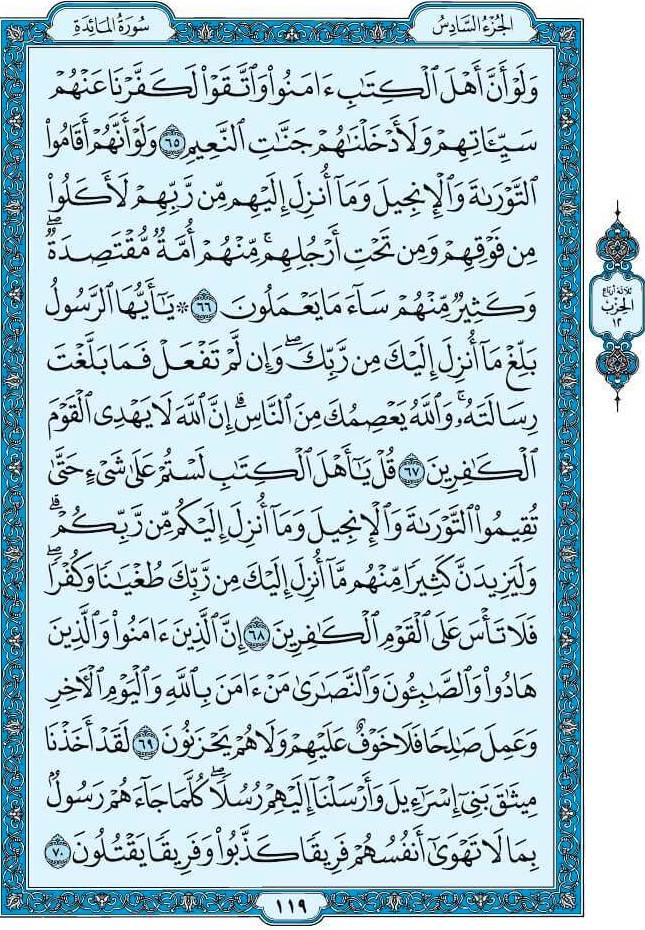 الجُزْءُ السَّادِسُ
سُورَةُ المَائِدَةِ
وَلَوۡ أَنَّ أَهۡلَ ٱلۡكِتَٰبِ ءَامَنُواْ وَٱتَّقَوۡاْ لَكَفَّرۡنَا عَنۡهُمۡ
سَيِّـَٔاتِهِمۡ وَلَأَدۡخَلۡنَٰهُمۡ جَنَّٰتِ ٱلنَّعِيمِ ٦٥ وَلَوۡ أَنَّهُمۡ أَقَامُواْ
ٱلتَّوۡرَىٰةَ وَٱلۡإِنجِيلَ وَمَآ أُنزِلَ إِلَيۡهِم مِّن رَّبِّهِمۡ لَأَكَلُواْ
مِن فَوۡقِهِمۡ وَمِن تَحۡتِ أَرۡجُلِهِمۚ مِّنۡهُمۡ أُمَّةٞ مُّقۡتَصِدَةٞۖ
وَكَثِيرٞ مِّنۡهُمۡ سَآءَ مَا يَعۡمَلُونَ ٦٦ ۞ يَٰٓأَيُّهَا ٱلرَّسُولُ
بَلِّغۡ مَآ أُنزِلَ إِلَيۡكَ مِن رَّبِّكَۖ وَإِن لَّمۡ تَفۡعَلۡ فَمَا بَلَّغۡتَ
رِسَالَتَهُۥۚ وَٱللَّهُ يَعۡصِمُكَ مِنَ ٱلنَّاسِۗ إِنَّ ٱللَّهَ لَا يَهۡدِي ٱلۡقَوۡمَ
ٱلۡكَٰفِرِينَ ٦٧ قُلۡ يَٰٓأَهۡلَ ٱلۡكِتَٰبِ لَسۡتُمۡ عَلَىٰ شَيۡءٍ حَتَّىٰ
تُقِيمُواْ ٱلتَّوۡرَىٰةَ وَٱلۡإِنجِيلَ وَمَآ أُنزِلَ إِلَيۡكُم مِّن رَّبِّكُمۡۗ
وَلَيَزِيدَنَّ كَثِيرٗا مِّنۡهُم مَّآ أُنزِلَ إِلَيۡكَ مِن رَّبِّكَ طُغۡيَٰنٗا وَكُفۡرٗاۖ
فَلَا تَأۡسَ عَلَى ٱلۡقَوۡمِ ٱلۡكَٰفِرِينَ ٦٨ إِنَّ ٱلَّذِينَ ءَامَنُواْ وَٱلَّذِينَ
هَادُواْ وَٱلصَّٰبِـُٔونَ وَٱلنَّصَٰرَىٰ مَنۡ ءَامَنَ بِٱللَّهِ وَٱلۡيَوۡمِ ٱلۡأٓخِرِ
وَعَمِلَ صَٰلِحٗا فَلَا خَوۡفٌ عَلَيۡهِمۡ وَلَا هُمۡ يَحۡزَنُونَ ٦٩ لَقَدۡ أَخَذۡنَا
مِيثَٰقَ بَنِيٓ إِسۡرَٰٓءِيلَ وَأَرۡسَلۡنَآ إِلَيۡهِمۡ رُسُلٗاۖ كُلَّمَا جَآءَهُمۡ رَسُولُۢ
بِمَا لَا تَهۡوَىٰٓ أَنفُسُهُمۡ فَرِيقٗا كَذَّبُواْ وَفَرِيقٗا يَقۡتُلُونَ ٧٠
ثلاثة أرباع
الحزب
١٢
١١٩